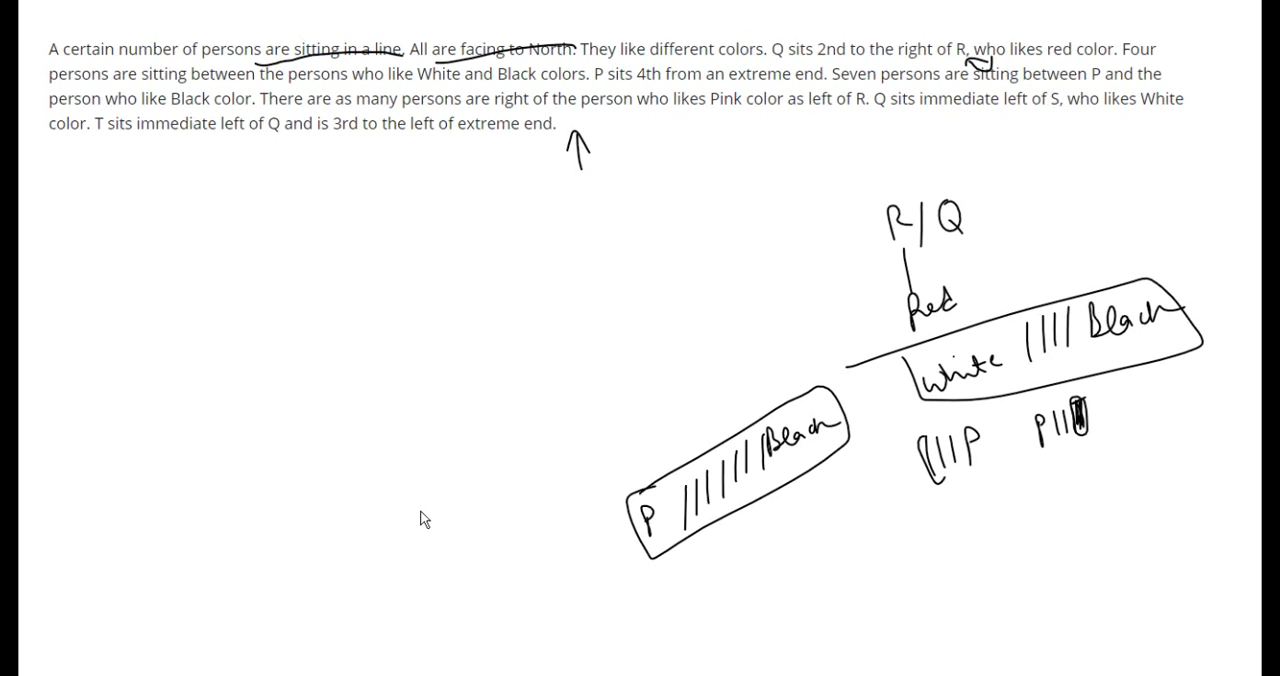 A certain number of persons are sitting in a line. All are facing to North. They like different colors. Q sits 2nd to the right of R, who likes red color. Four
persons are sitting between the persons who like White and Black colors. P sits 4th from an extreme end. Seven persons are sitting between P and the
person who like Black color. There are as many persons are right of the person who likes Pink color as left of R. Q sits immediate left of S, who likes White
color. T sits immediate left of Q and is 3rd to the left of extreme end.
R/Q
Red
White |||| Black
P ||||||| Black
P
P